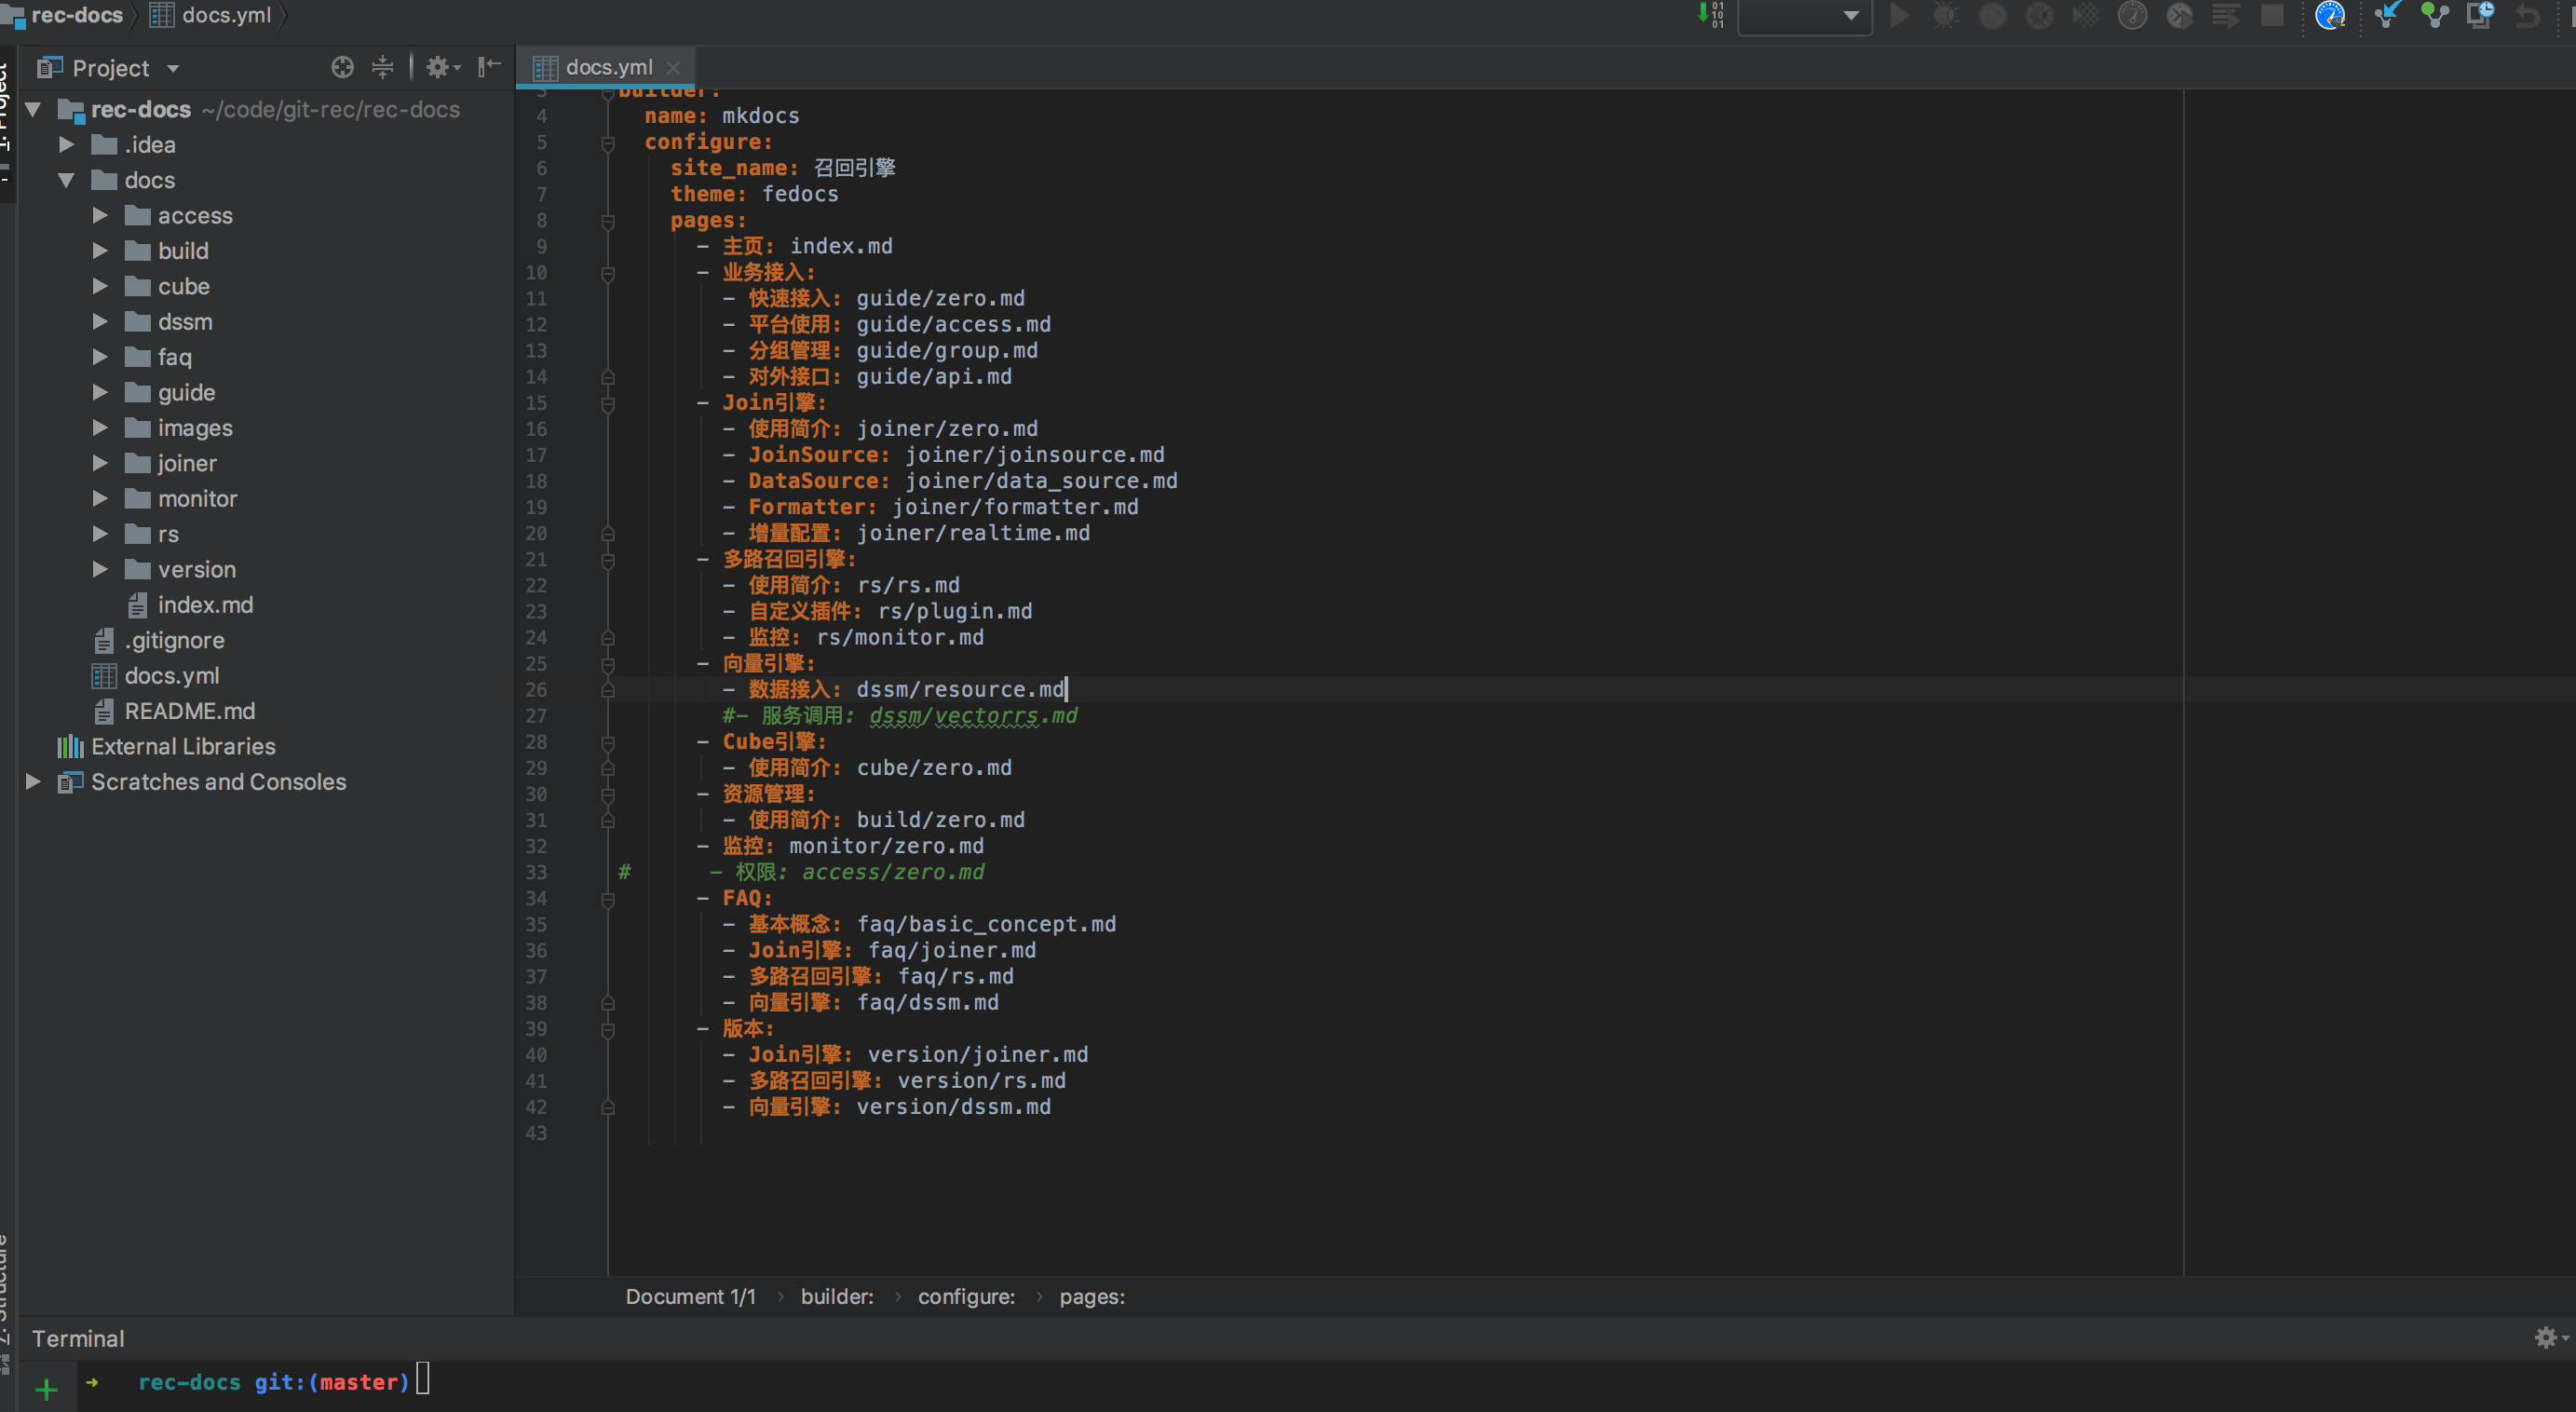 rec-docs docs.yml
Project
rec-docs ~/code/git-rec/rec-docs
.idea
docs
access
build
cube
dssm
faq
guide
images
joiner
monitor
rs
version
index.md
.gitignore
docs.yml
README.md
External Libraries
Scratches and Consoles
1: Project
Z: Structure
docs.yml
3 builder:
4 name: mkdocs
5 configure:
6 site_name: 召回引擎
7 theme: fedocs
8 pages:
9 - 主页: index.md
10 - 业务接入:
11 - 快速接入: guide/zero.md
12 - 平台使用: guide/access.md
13 - 分组管理: guide/group.md
14 - 对外接口: guide/api.md
15 - Join引擎:
16 - 使用简介: joiner/zero.md
17 - JoinSource: joiner/joinsource.md
18 - DataSource: joiner/data_source.md
19 - Formatter: joiner/formatter.md
20 - 增量配置: joiner/realtime.md
21 - 多路召回引擎:
22 - 使用简介: rs/rs.md
23 - 自定义插件: rs/plugin.md
24 - 监控: rs/monitor.md
25 - 向量引擎:
26 - 数据接入: dssm/resource.md
27 #- 服务调用: dssm/vectorrs.md
28 - Cube引擎:
29 - 使用简介: cube/zero.md
30 - 资源管理:
31 - 使用简介: build/zero.md
32 - 监控: monitor/zero.md
33 # - 权限: access/zero.md
34 - FAQ:
35 - 基本概念: faq/basic_concept.md
36 - Join引擎: faq/joiner.md
37 - 多路召回引擎: faq/rs.md
38 - 向量引擎: faq/dssm.md
39 - 版本:
40 - Join引擎: version/joiner.md
41 - 多路召回引擎: version/rs.md
42 - 向量引擎: version/dssm.md
43
Document 1/1 › builder: › configure: › pages:
Terminal
+ ➜ rec-docs git:(master)